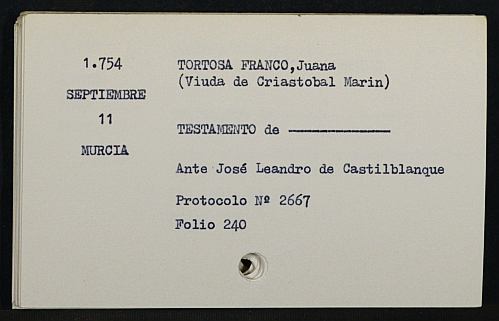 1.754
SEPTIEMBRE
11
MURCIA
TORTOSA FRANCO,Juana
(Viuda de Criastobal Marin)
TESTAMENTO de ----------------
Ante José Leandro de Castilblanque
Protocolo Nº 2667
Folio 240